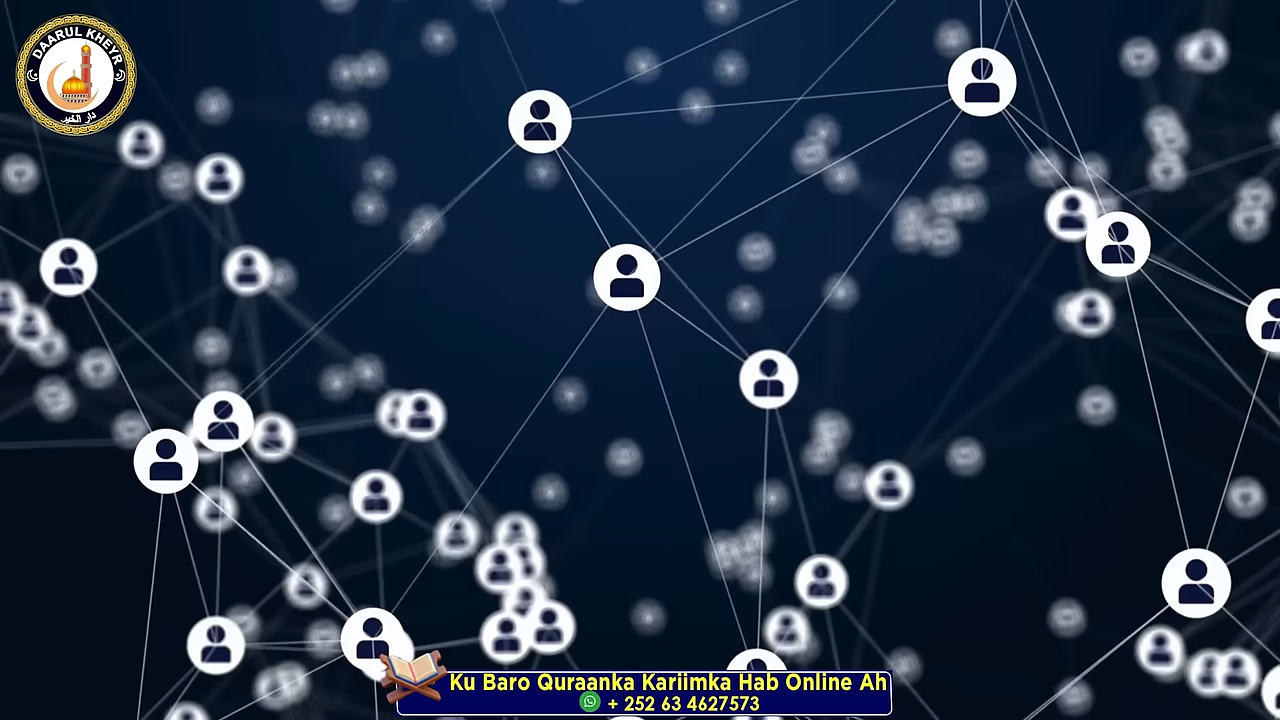 DAARUL KHEYR
دار الخير
Ku Baro Quraanka Kariimka Hab Online Ah
+ 252 63 4627573